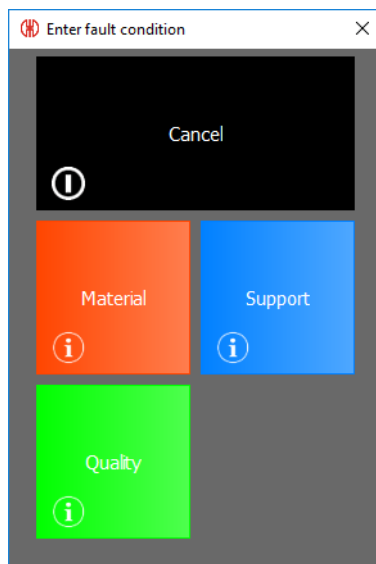 Enter fault condition
Cancel
Material
Support
Quality